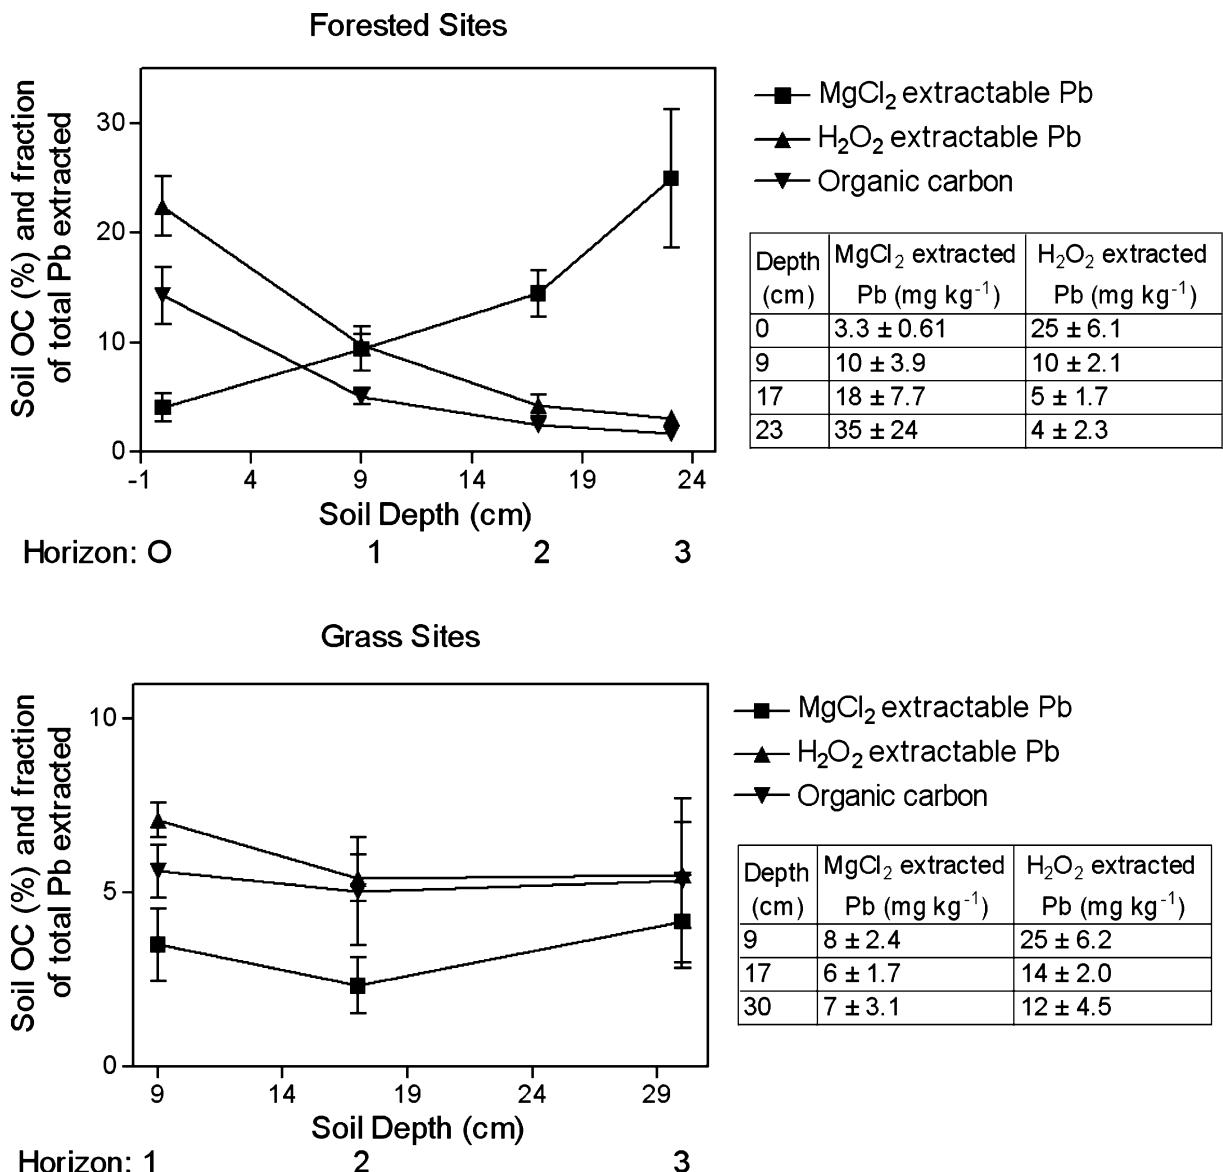 Forested Sites
Soil OC (%) and fraction
of total Pb extracted
30
20
10
0
-1 4 9 14 19 24
Soil Depth (cm)
Horizon: O 1 2 3
MgCl2 extractable Pb
H2O2 extractable Pb
Organic carbon
Depth (cm) MgCl2 extracted Pb (mg kg-1) H2O2 extracted Pb (mg kg-1)
0 3.3 ± 0.61 25 ± 6.1
9 10 ± 3.9 10 ± 2.1
17 18 ± 7.7 5 ± 1.7
23 35 ± 24 4 ± 2.3
Grass Sites
Soil OC (%) and fraction
of total Pb extracted
10
5
0
9 14 19 24 29
Soil Depth (cm)
Horizon: 1 2 3
MgCl2 extractable Pb
H2O2 extractable Pb
Organic carbon
Depth (cm) MgCl2 extracted Pb (mg kg-1) H2O2 extracted Pb (mg kg-1)
9 8 ± 2.4 25 ± 6.2
17 6 ± 1.7 14 ± 2.0
30 7 ± 3.1 12 ± 4.5